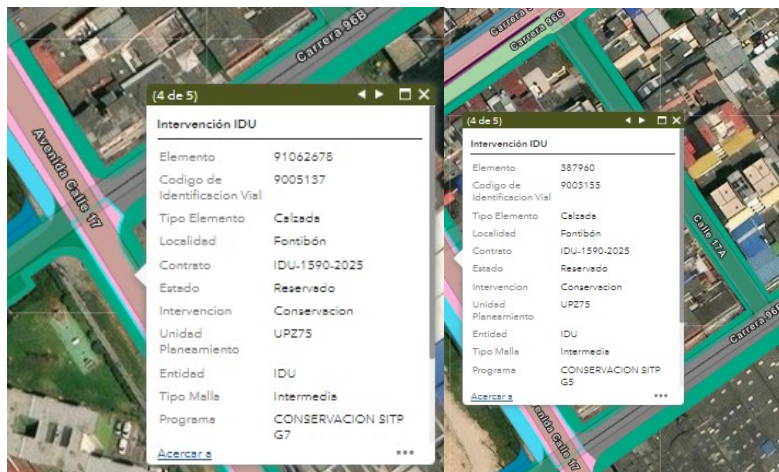 Carrera 96B
Avenida Calle 17
(4 de 5)
Intervención IDU
Elemento 91062678
Codigo de Identificacion Vial 9005137
Tipo Elemento Calzada
Localidad Fontibón
Contrato IDU-1590-2025
Estado Reservado
Intervencion Conservacion
Unidad Planeamiento UPZ75
Entidad IDU
Tipo Malla Intermedia
Programa CONSERVACION SITP G7
Acercar a
Carrera 96C
(4 de 5)
Intervención IDU
Elemento 387960
Codigo de Identificacion Vial 9003155
Tipo Elemento Calzada
Localidad Fontibón
Contrato IDU-1590-2025
Estado Reservado
Intervencion Conservacion
Unidad Planeamiento UPZ75
Entidad IDU
Tipo Malla Intermedia
Programa CONSERVACION SITP G5
Acercar a
Calle 17A
Carrera 96B
Avenida Calle 17